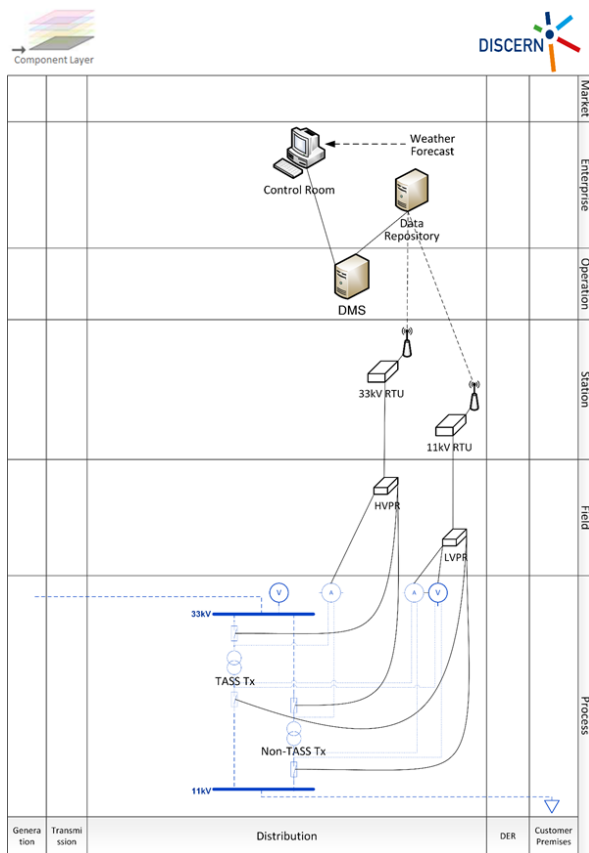 Component Layer
DISCERN
Market
Weather
Forecast
Enterprise
Control Room
Data
Repository
Operation
DMS
Station
33kV RTU
11kV RTU
Field
HVPR
LVPR
V
A
A
V
33kV
TASS Tx
Process
Non-TASS Tx
11kV
Genera
tion
Transmi
ssion
Distribution
DER
Customer
Premises